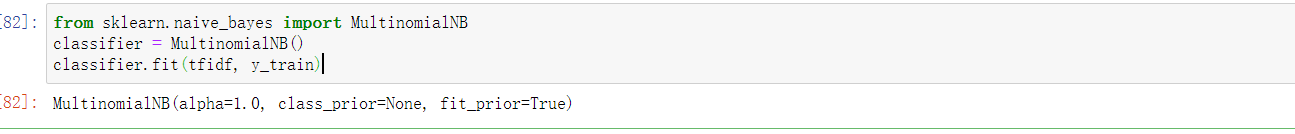 [82]: from sklearn.naive_bayes import MultinomialNB
classifier = MultinomialNB()
classifier.fit(tfidf, y_train)
[82]: MultinomialNB(alpha=1.0, class_prior=None, fit_prior=True)